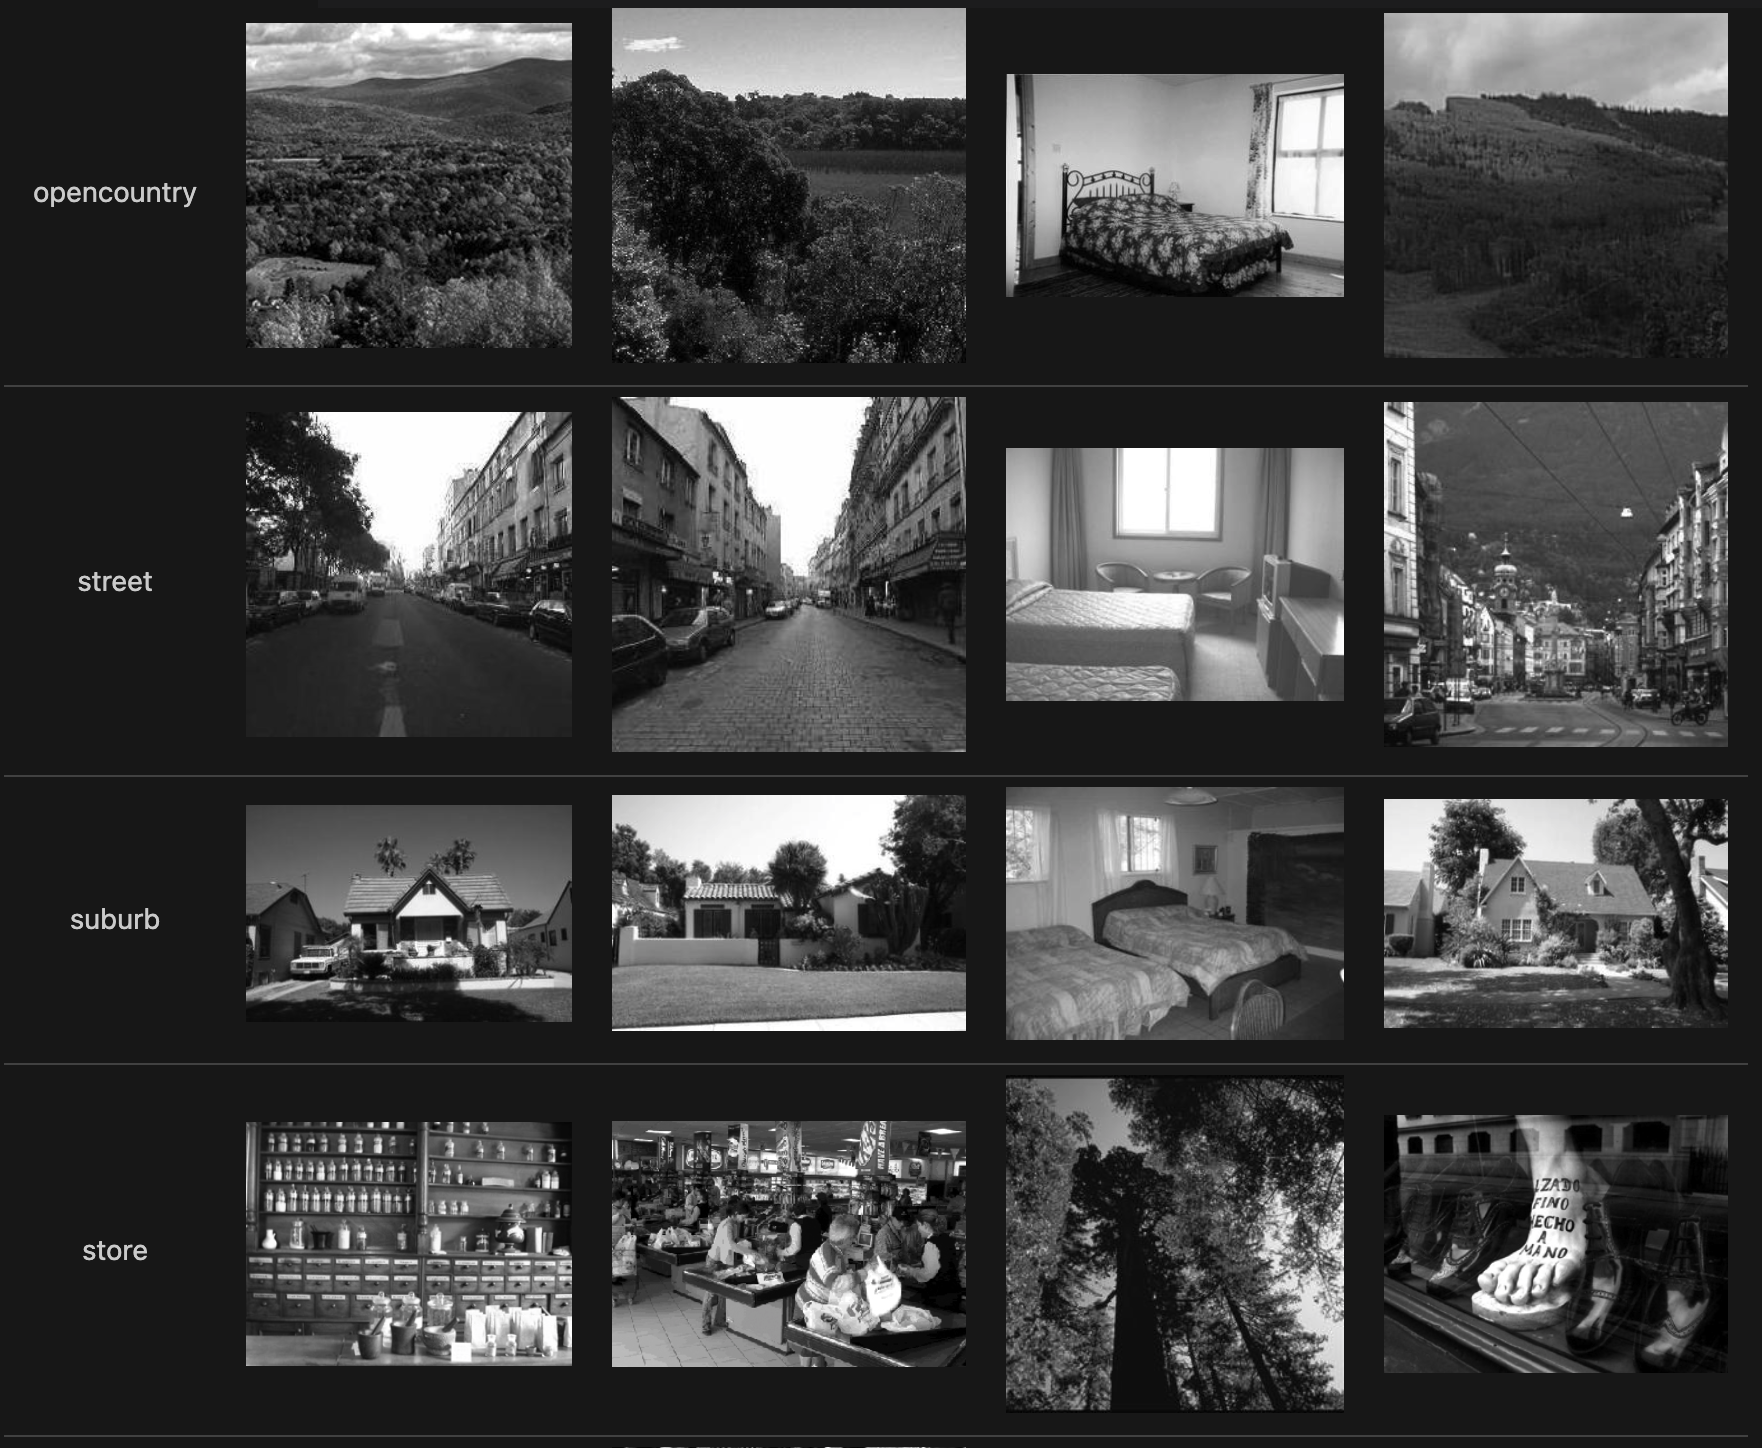 opencountry
street
suburb
store
IZADO
FINO
HECHO
A
MANO